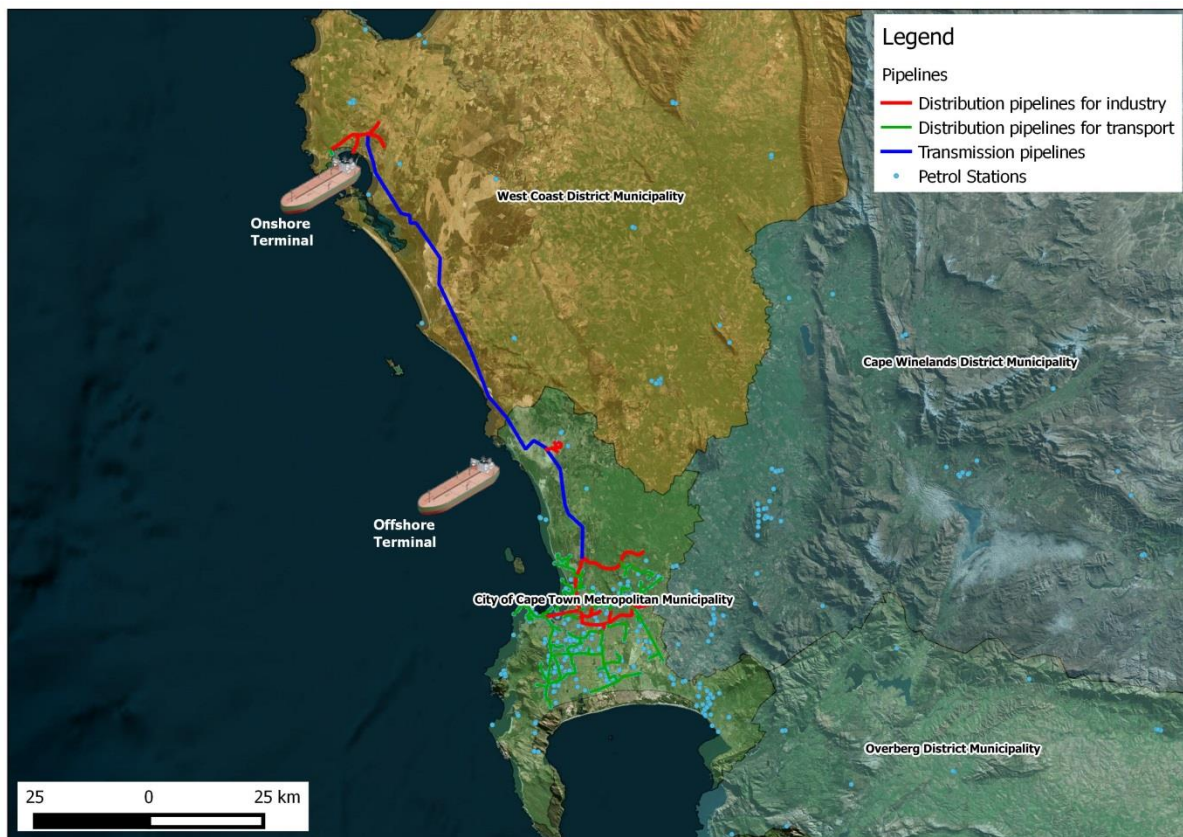 Legend
Pipelines
Distribution pipelines for industry
Distribution pipelines for transport
Transmission pipelines
Petrol Stations
West Coast District Municipality
Onshore
Terminal
Cape Winelands District Municipality
Offshore
Terminal
City of Cape Town Metropolitan Municipality
Overberg District Municipality
25 0 25 km